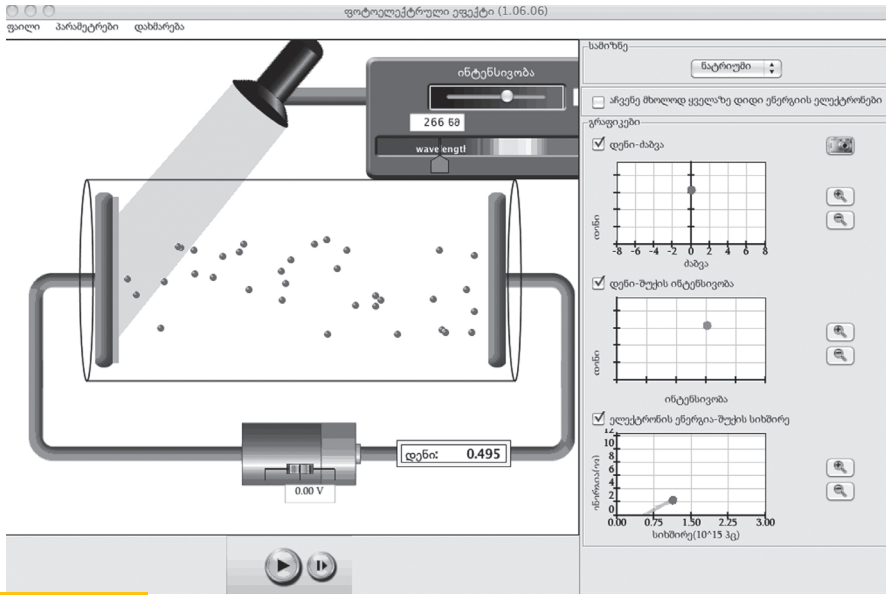 ფოტოელექტრული ეფექტი (1.06.06)
ფაილი პარამეტრები დახმარება
ინტენსივობა
266 ნმ
wavelengtl
0.00 V
დენი: 0.495
სამიზნე
ნატრიუმი
აჩვენე მხოლოდ ყველაზე დიდი ენერგიის ელექტრონები
გრაფიკები
დენი-ძაბვა
დენი
-8 -6 -4 -2 0 2 4 6 8
ძაბვა
დენი-შუქის ინტენსივობა
დენი
ინტენსივობა
ელექტრონის ენერგია-შუქის სიხშირე
12
10
8
6
4
2
0
0.00 0.75 1.50 2.25 3.00
სიხშირე(10^15 ჰც)